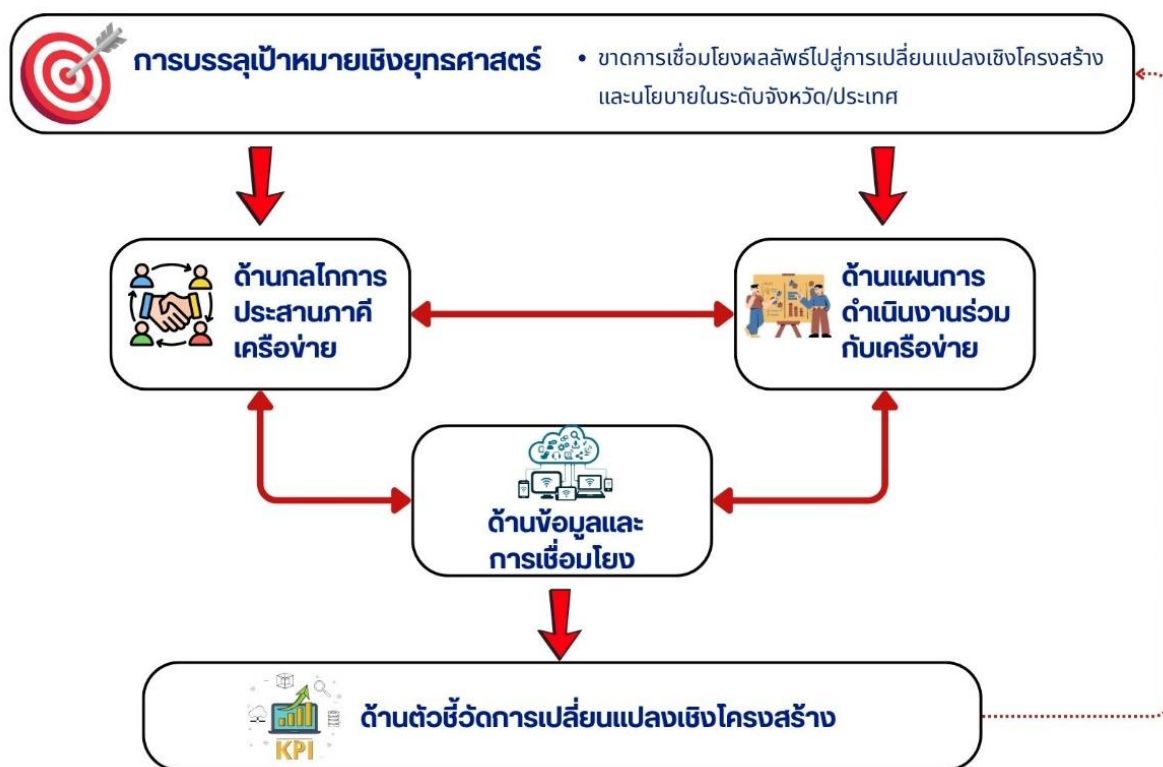 การบรรลุเป้าหมายเชิงยุทธศาสตร์
• ขาดการเชื่อมโยงผลลัพธ์ไปสู่การเปลี่ยนแปลงเชิงโครงสร้าง
และนโยบายในระดับจังหวัด/ประเทศ
ด้านกลไกการ
ประสานภาคี
เครือข่าย
ด้านแผนการ
ดำเนินงานร่วม
กับเครือข่าย
ด้านข้อมูลและ
การเชื่อมโยง
ด้านตัวชี้วัดการเปลี่ยนแปลงเชิงโครงสร้าง
KPI